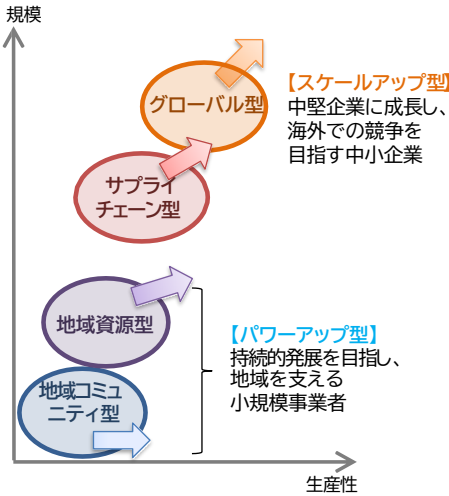 規模
グローバル型
【スケールアップ型】
中堅企業に成長し、
海外での競争を
目指す中小企業
サプライ
チェーン型
地域資源型
【パワーアップ型】
持続的発展を目指し、
地域を支える
小規模事業者
地域コミュ
ニティ型
生産性